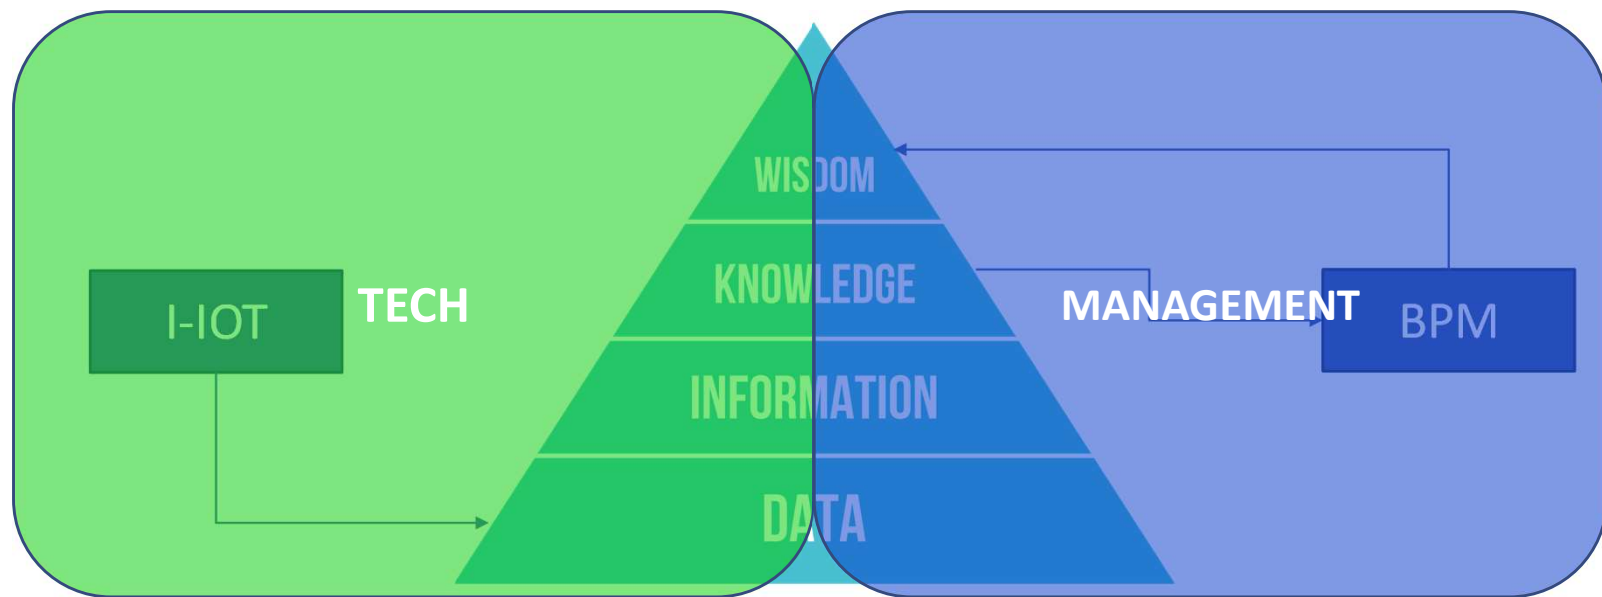 WISDOM
KNOWLEDGE
I-IOT
TECH
MANAGEMENT
BPM
INFORMATION
DATA